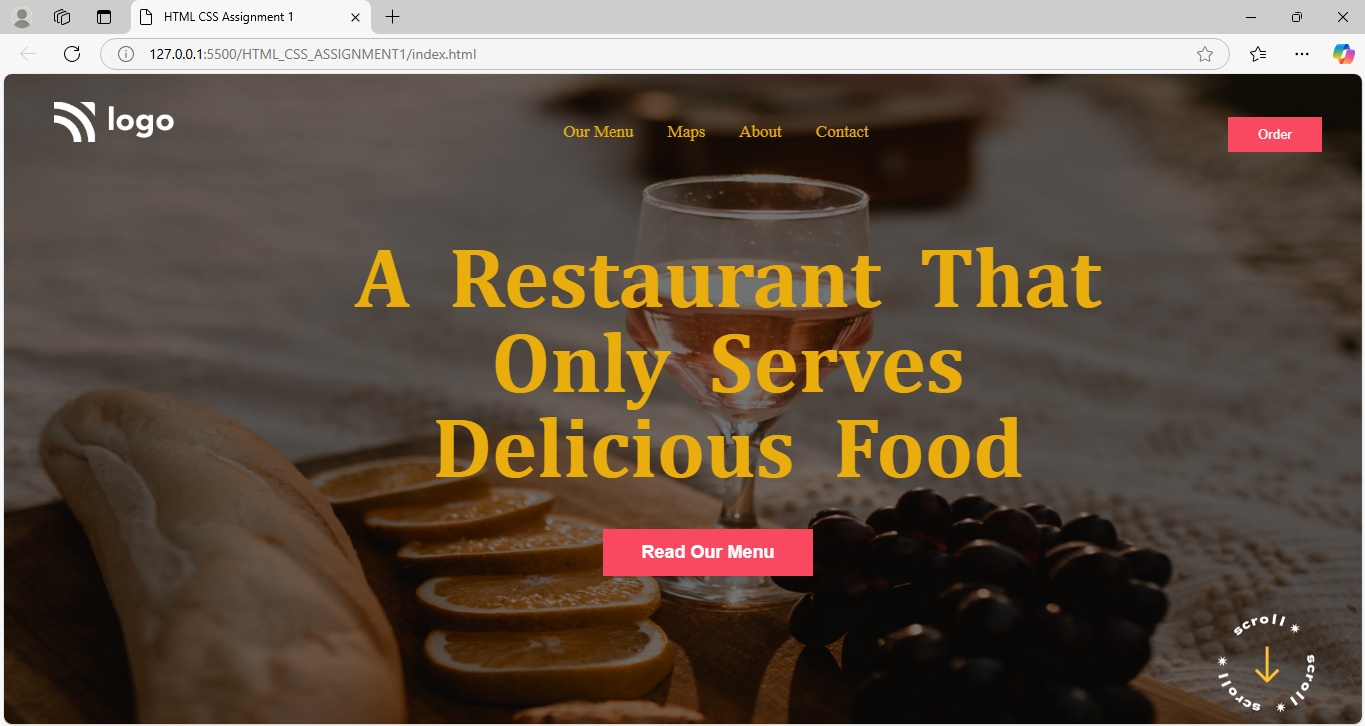 HTML CSS Assignment 1
127.0.0.1:5500/HTML_CSS_ASSIGNMENT1/index.html
logo
Our Menu Maps About Contact
Order
A Restaurant That
Only Serves
Delicious Food
Read Our Menu
scroll * scroll * scroll *